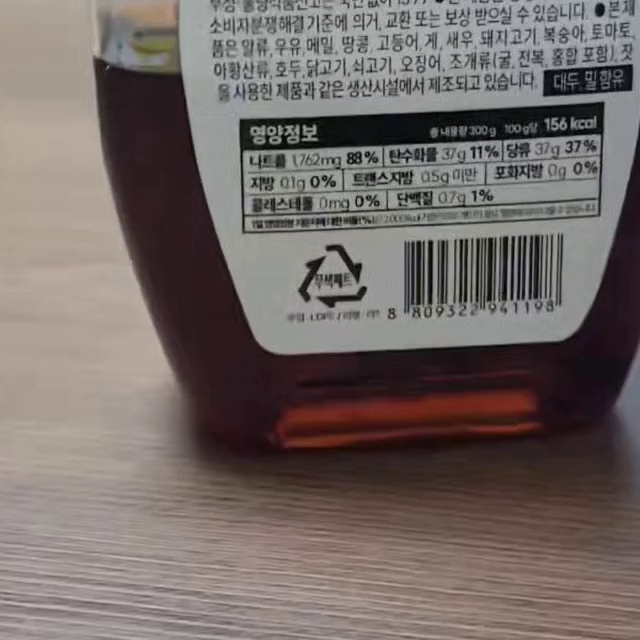 소비자분쟁해결기준에 의거, 교환 또는 보상 받으실 수 있습니다. ●본 제
품은 알류, 우유, 메밀, 땅콩, 고등어, 게, 새우, 돼지고기, 복숭아, 토마토,
아황산류, 호두, 닭고기, 쇠고기, 오징어, 조개류(굴, 전복, 홍합 포함), 잣
을 사용한 제품과 같은 생산시설에서 제조되고 있습니다. 대두, 밀 함유
영양정보 총 내용량 300g 100g당 156 kcal
나트륨 1,762mg 88% 탄수화물 37g 11% 당류 37g 37%
지방 0.1g 0% 트랜스지방 0.5g 미만 포화지방 0g 0%
콜레스테롤 0mg 0% 단백질 0.7g 1%
무색페트
8 809322 941198